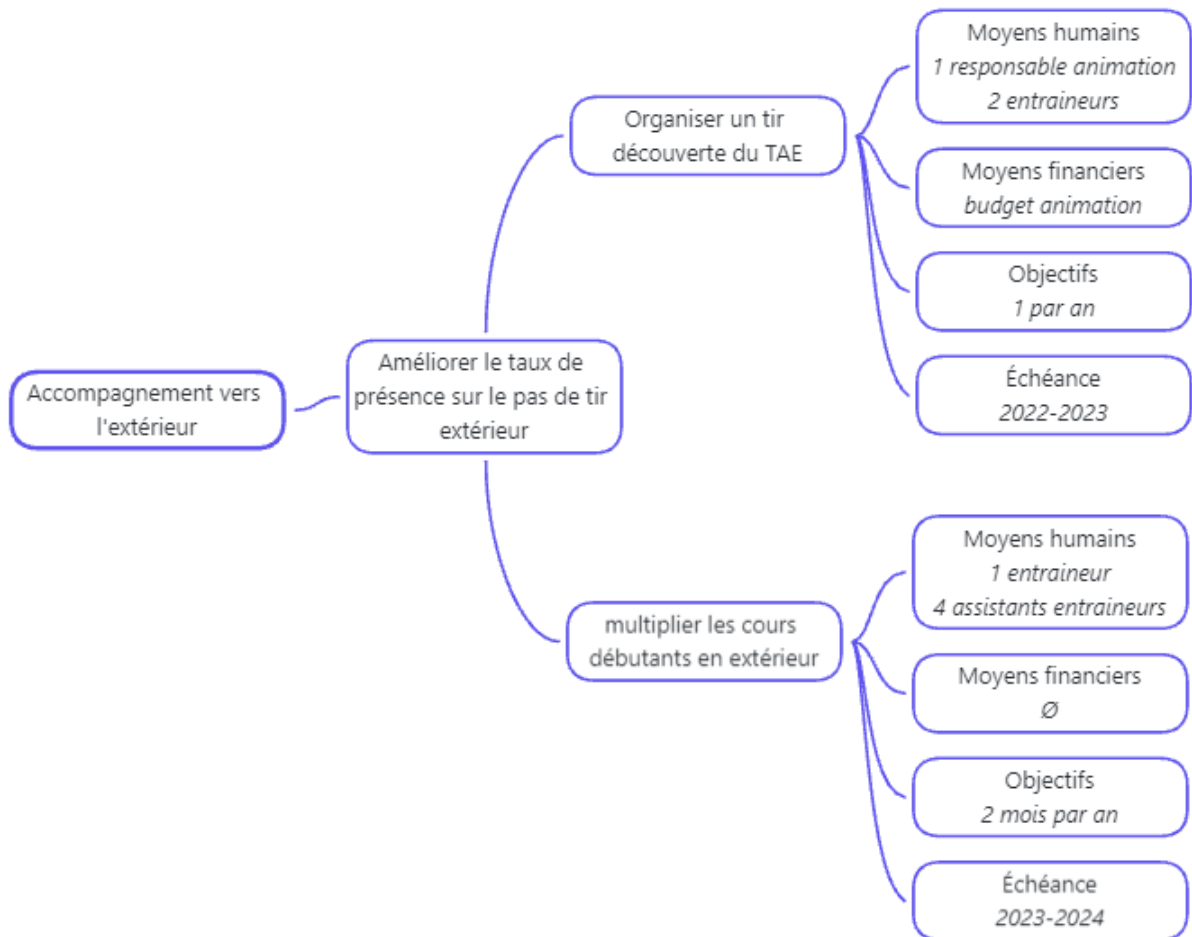 Accompagnement vers
l'extérieur
Améliorer le taux de
présence sur le pas de tir
extérieur
Organiser un tir
découverte du TAE
Moyens humains
1 responsable animation
2 entraineurs
Moyens financiers
budget animation
Objectifs
1 par an
Échéance
2022-2023
multiplier les cours
débutants en extérieur
Moyens humains
1 entraineur
4 assistants entraineurs
Moyens financiers
Ø
Objectifs
2 mois par an
Échéance
2023-2024